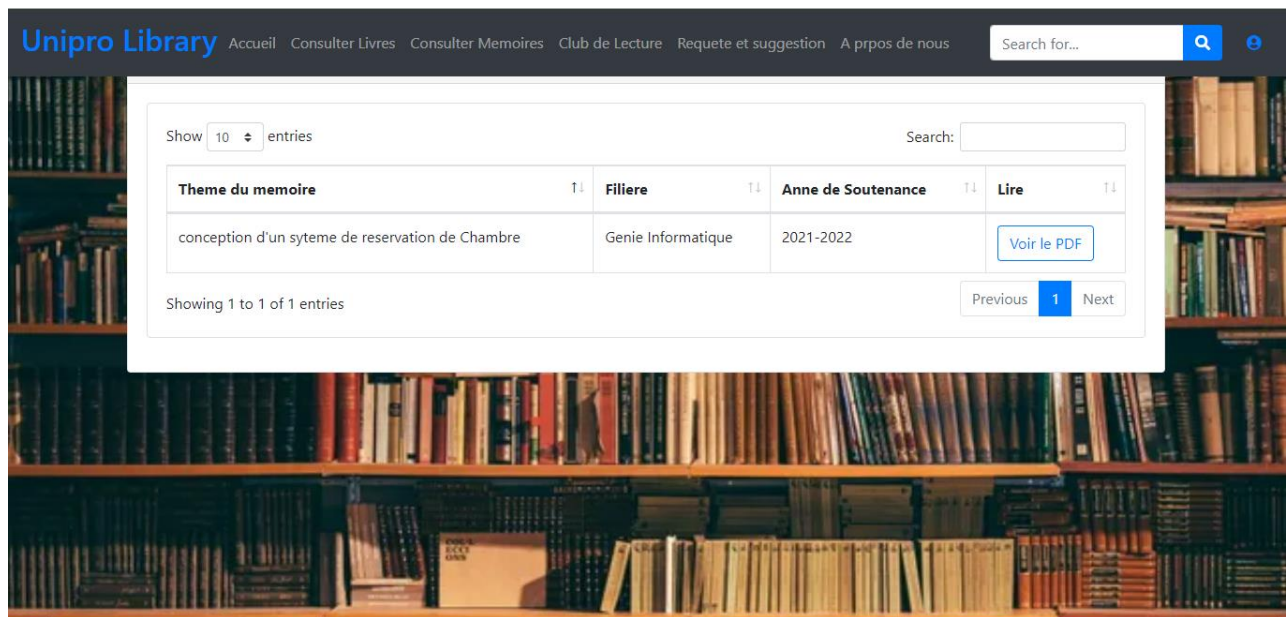 Unipro Library Accueil Consulter Livres Consulter Memoires Club de Lecture Requete et suggestion A prpos de nous Search for...
Show 10 entries Search:
Theme du memoire Filiere Anne de Soutenance Lire
conception d'un syteme de reservation de Chambre Genie Informatique 2021-2022 Voir le PDF
Showing 1 to 1 of 1 entries Previous 1 Next